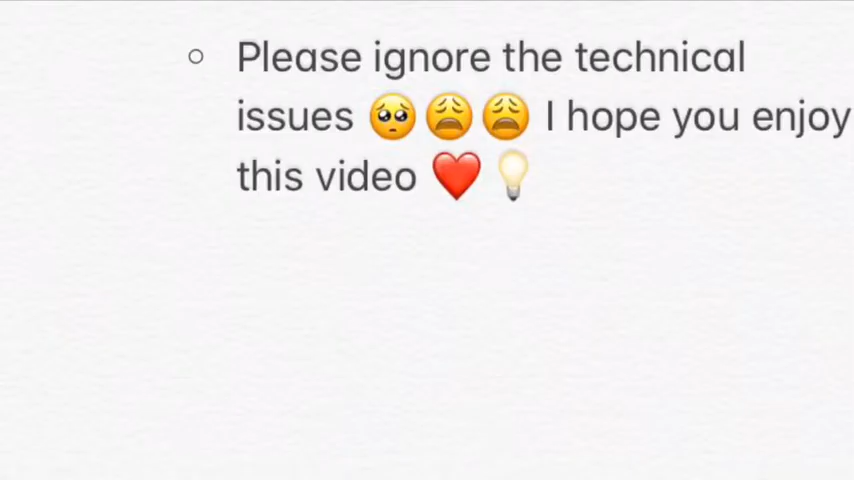 Please ignore the technical
issues 🥺😩😩 I hope you enjoy
this video ❤️💡